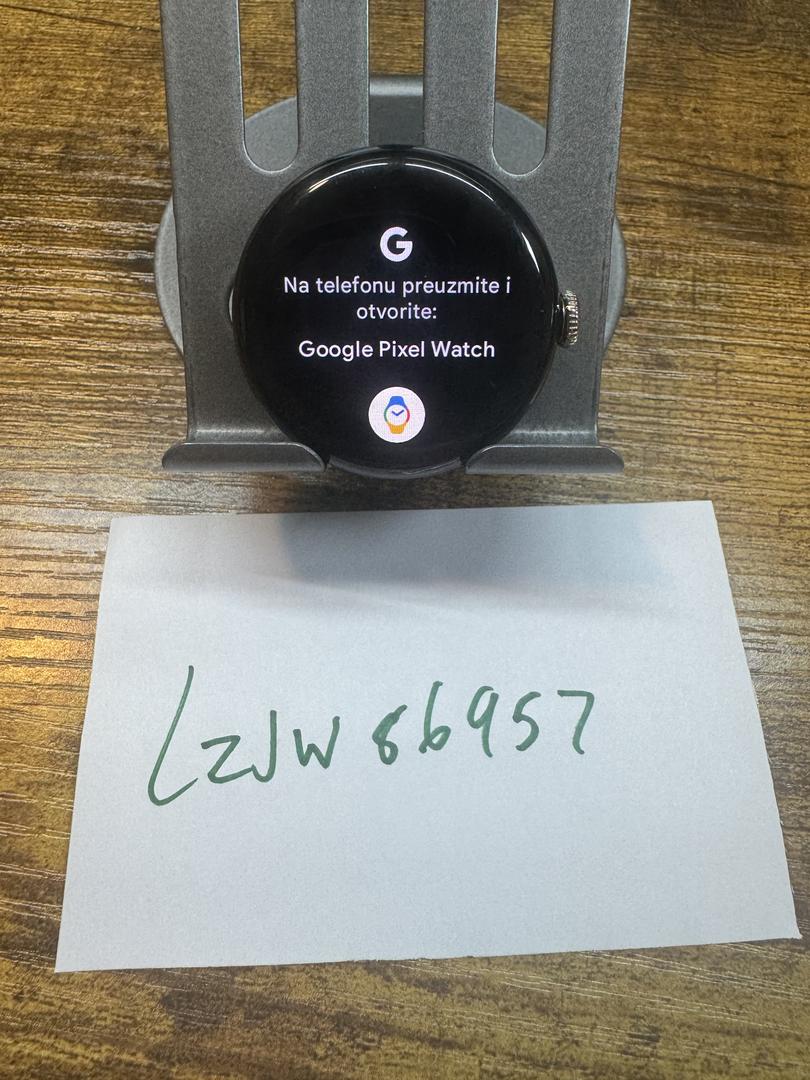 G
Na telefonu preuzmite i
otvorite:
Google Pixel Watch
LZJW86957